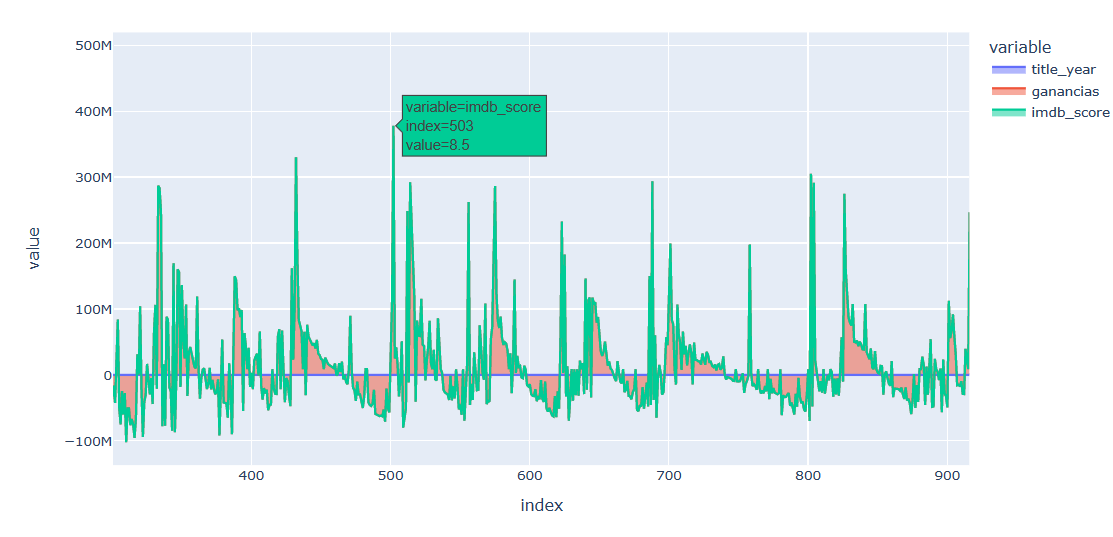 500M
400M
300M
200M
100M
0
−100M
value
400
500
600
700
800
900
index
variable=imdb_score
index=503
value=8.5
variable
title_year
ganancias
imdb_score